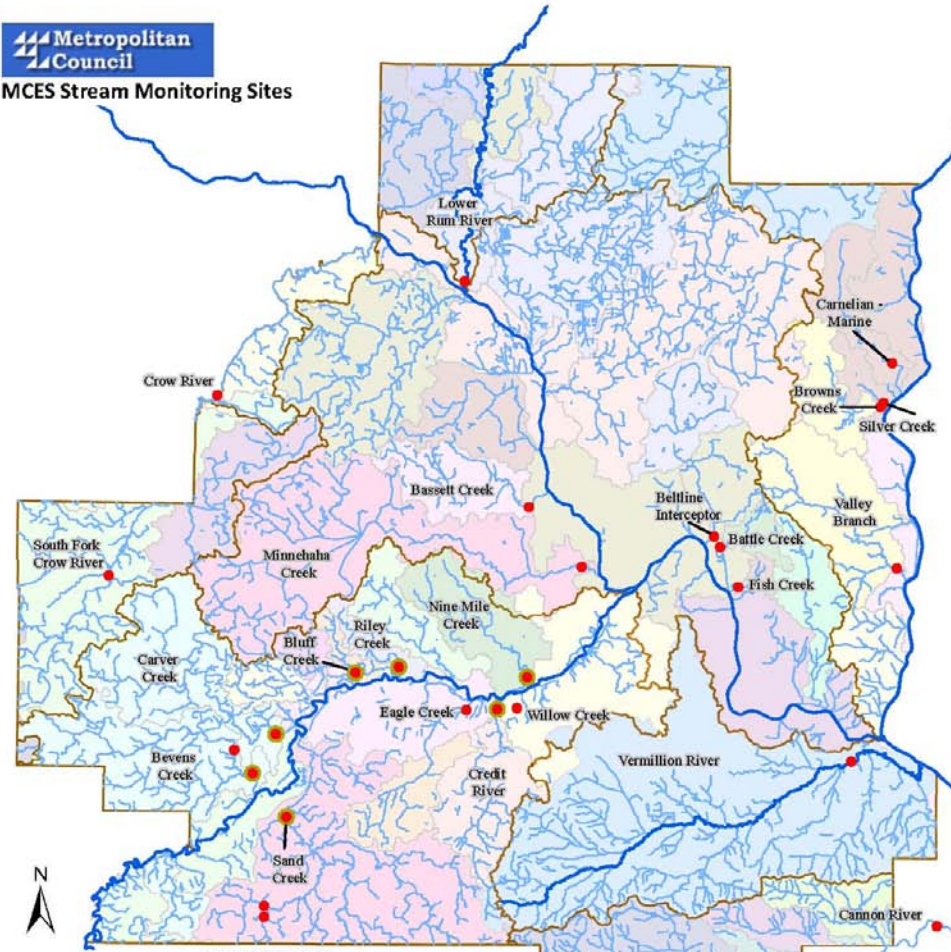 Metropolitan
Council
MCES Stream Monitoring Sites
Lower
Rum River
Carnelian -
Marine
Crow River
Browns
Creek
Silver Creek
Bassett Creek
Beltline
Interceptor
Valley
Branch
Battle Creek
South Fork
Crow River
Minnehaha
Creek
Fish Creek
Nine Mile
Creek
Riley
Creek
Bluff
Creek
Carver
Creek
Eagle Creek
Willow Creek
Bevens
Creek
Vermillion River
Credit
River
Sand
Creek
N
Cannon River